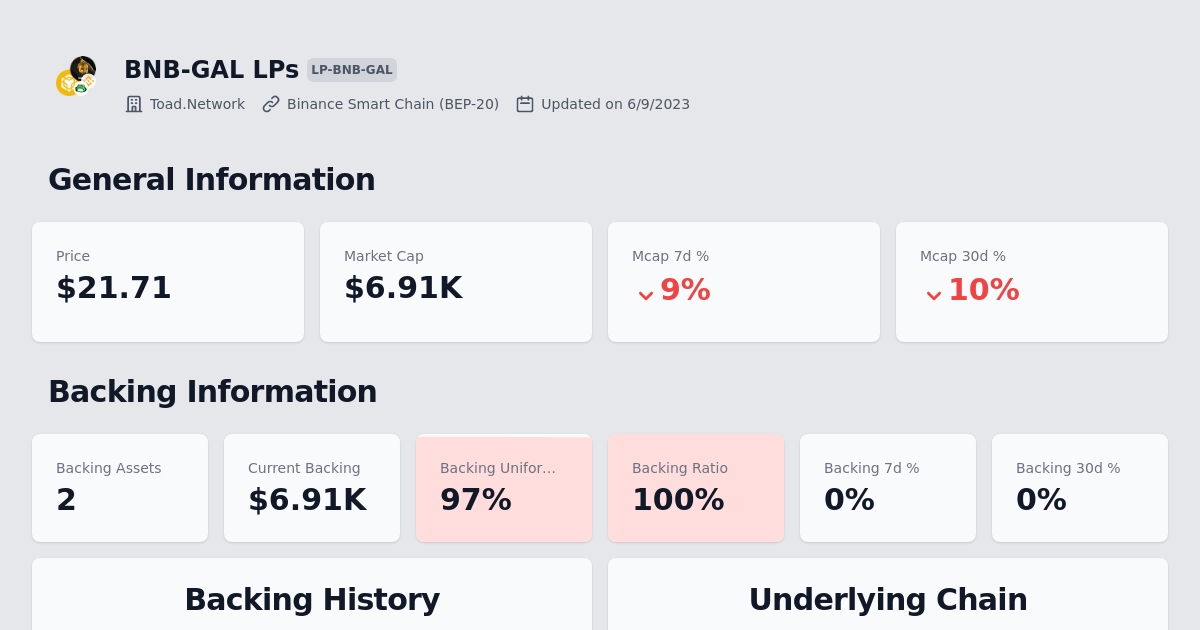 BNB-GAL LPs LP-BNB-GAL
Toad.Network Binance Smart Chain (BEP-20) Updated on 6/9/2023
General Information
Price
$21.71
Market Cap
$6.91K
Mcap 7d %
9%
Mcap 30d %
10%
Backing Information
Backing Assets
2
Current Backing
$6.91K
Backing Unifor...
97%
Backing Ratio
100%
Backing 7d %
0%
Backing 30d %
0%
Backing History
Underlying Chain